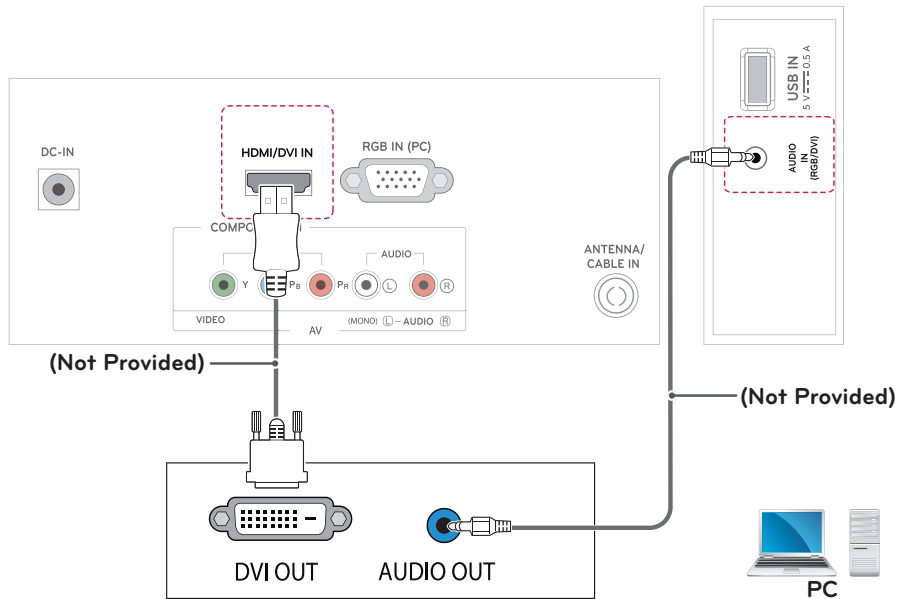 USB IN
5 V 0.5 A
AUDIO
IN
(RGB/DVI)
DC-IN
HDMI/DVI IN
RGB IN (PC)
COMPO
AUDIO
Y
PB
PR
L
R
VIDEO
(MONO) L – AUDIO R
AV
ANTENNA/
CABLE IN
(Not Provided)
(Not Provided)
DVI OUT
AUDIO OUT
PC